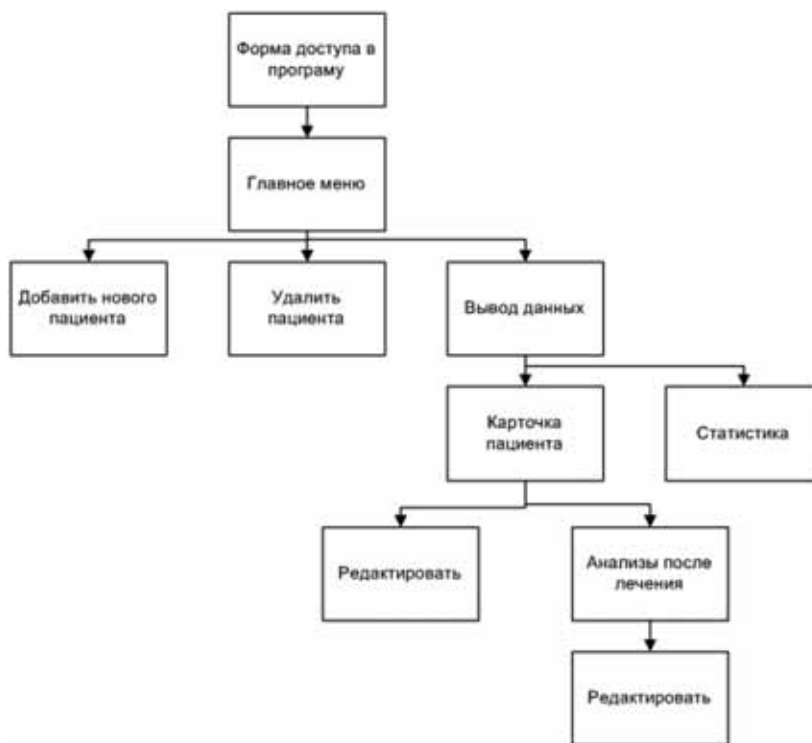 Форма доступа в
програму
Главное меню
Добавить нового
пациента
Удалить
пациента
Вывод данных
Карточка
пациента
Статистика
Редактировать
Анализы после
лечения
Редактировать